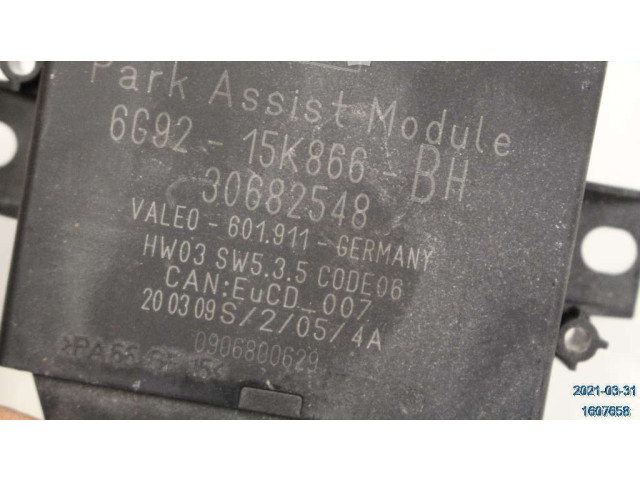 Park Assist Module
6G92 - 15K866 - BH
30682548
VALEO - 601.911 - GERMANY
HW03 SW5.3.5 CODE06
CAN:EuCD_007
20 03 09 S/2/05/4A
0906800629
2021-03-31
1607658